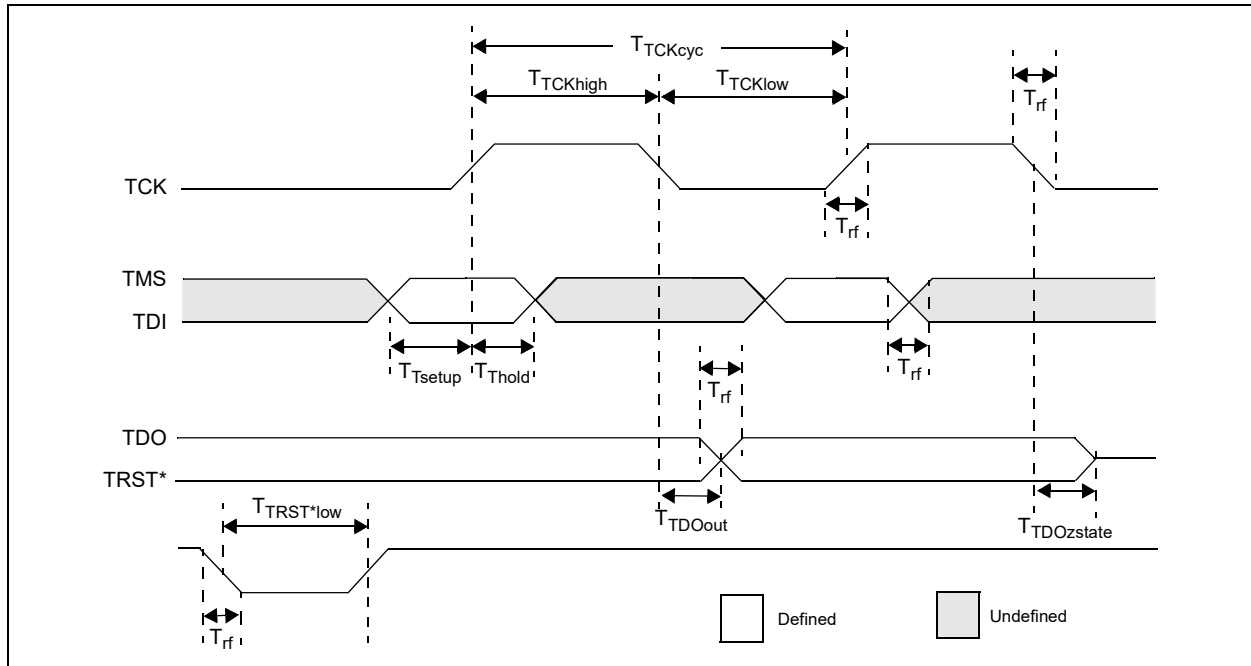 TTCKcyc
TTCKhigh
TTCKlow
Trf
TCK
Trf
TMS
TDI
TTsetup
TThold
Trf
Trf
TDO
TRST*
TTRST*low
TTDOout
TTDOzstate
Trf
Defined
Undefined